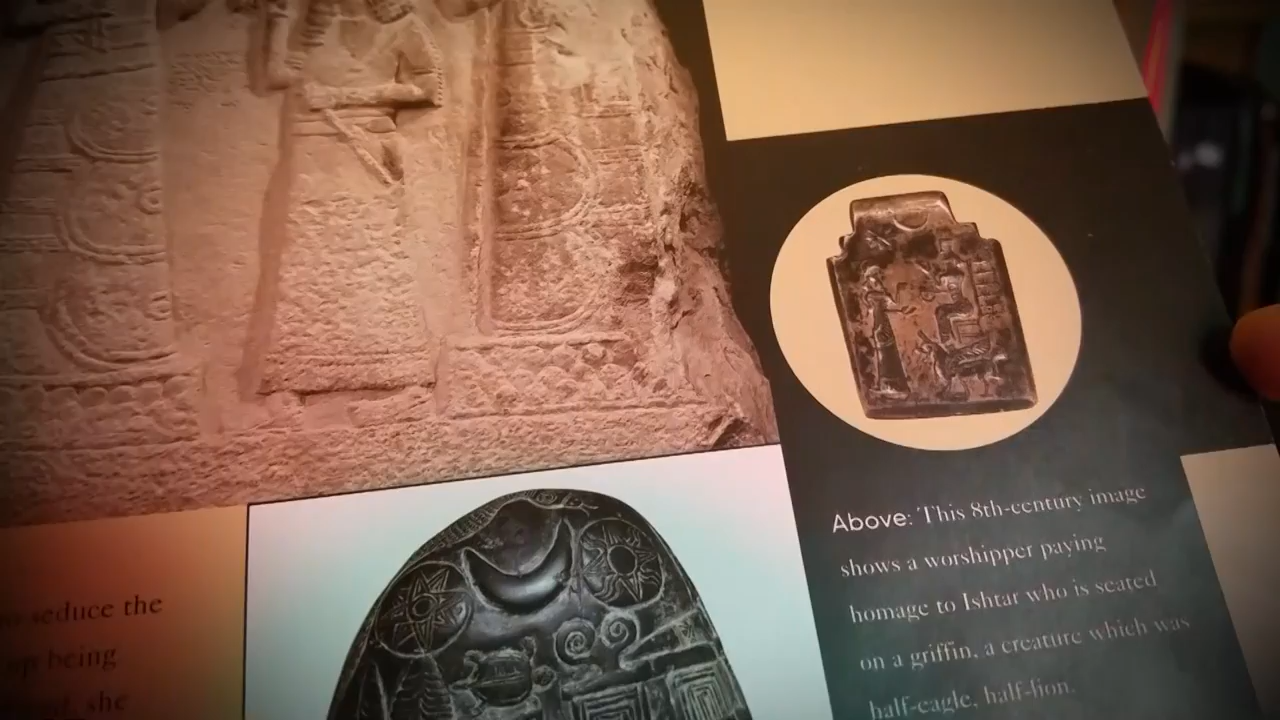 seduce the
up being
she
Above: This 8th-century image
shows a worshipper paying
homage to Ishtar who is seated
on a griffin, a creature which was
half-eagle, half-lion.